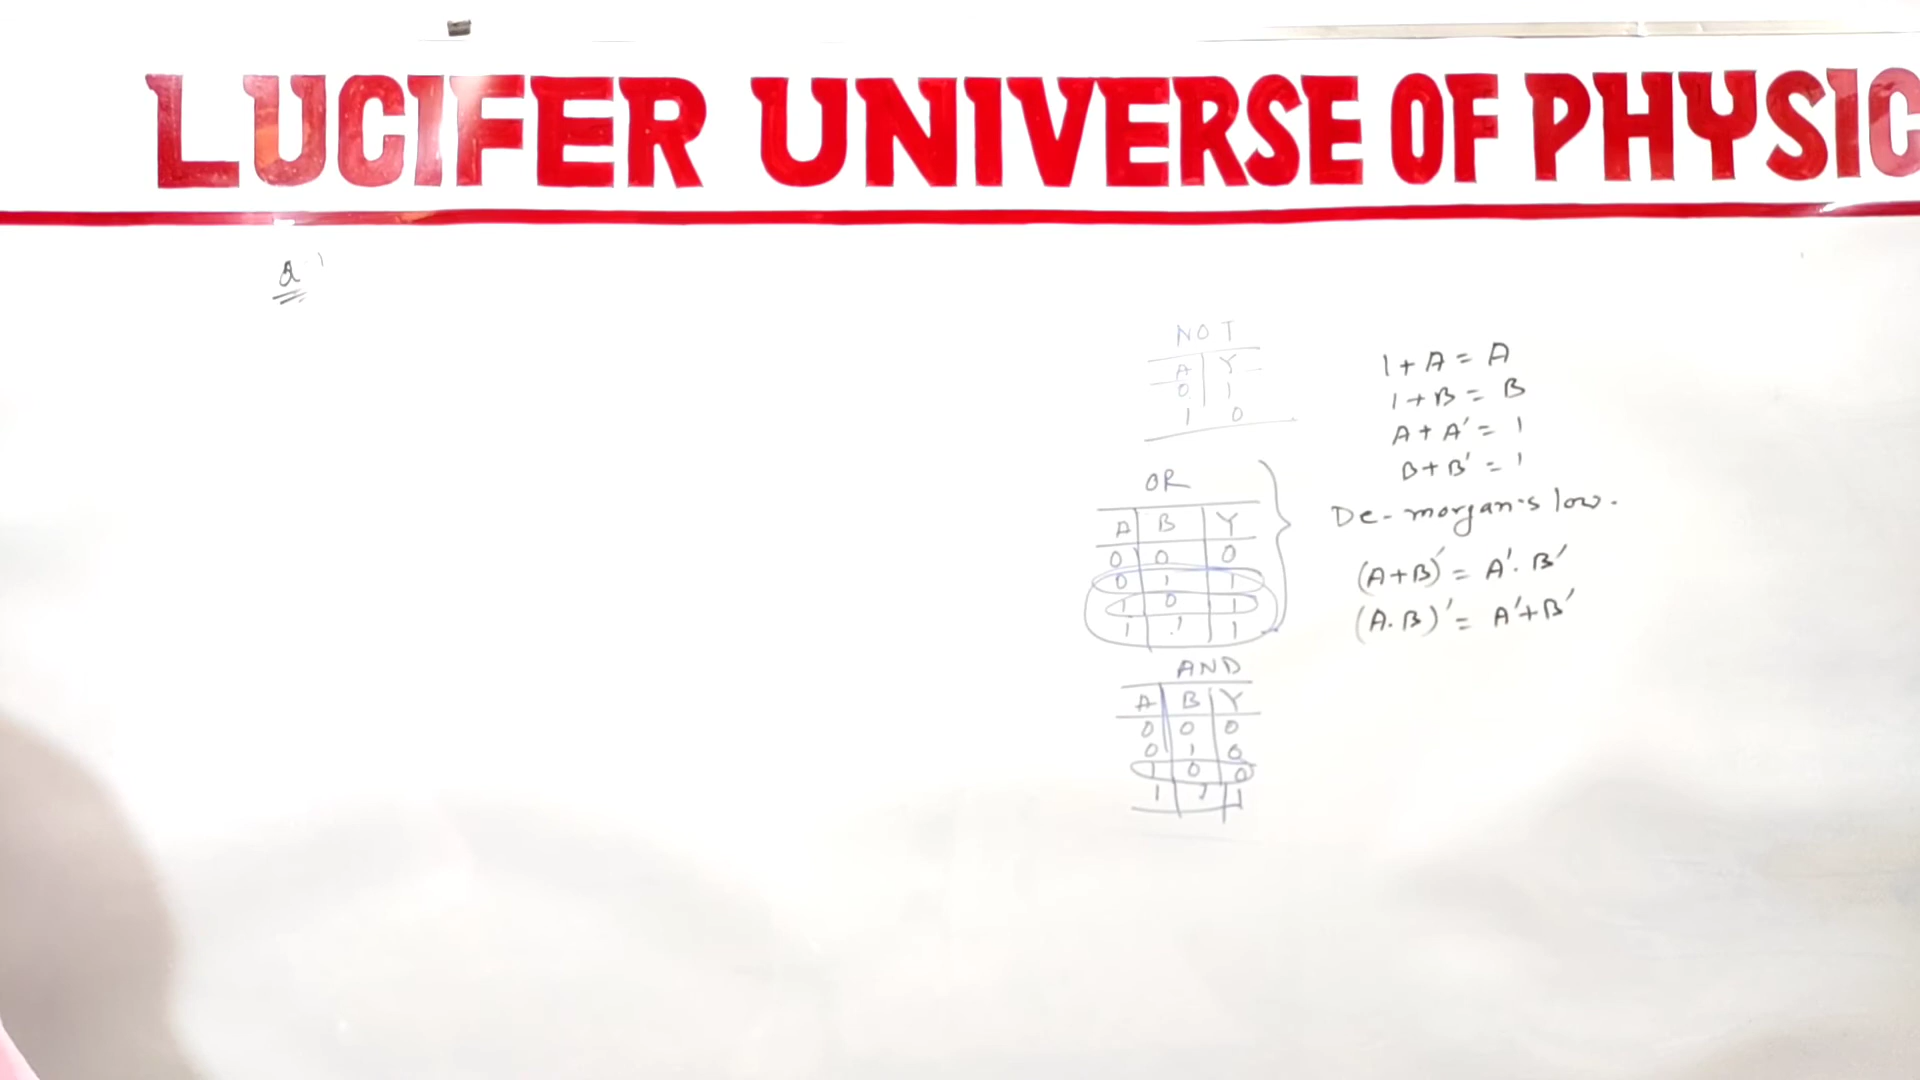 LUCIFER UNIVERSE OF PHYSIC
Q
NOT
A Y
0 1
1 0
OR
A B Y
0 0 0
0 1 1
1 0 1
1 1 1
AND
A B Y
0 0 0
0 1 0
1 0 0
1 1 1
1 + A = A
1 + B = B
A + A' = 1
B + B' = 1
De-morgan's low.
(A+B)' = A'. B'
(A.B)' = A'+B'